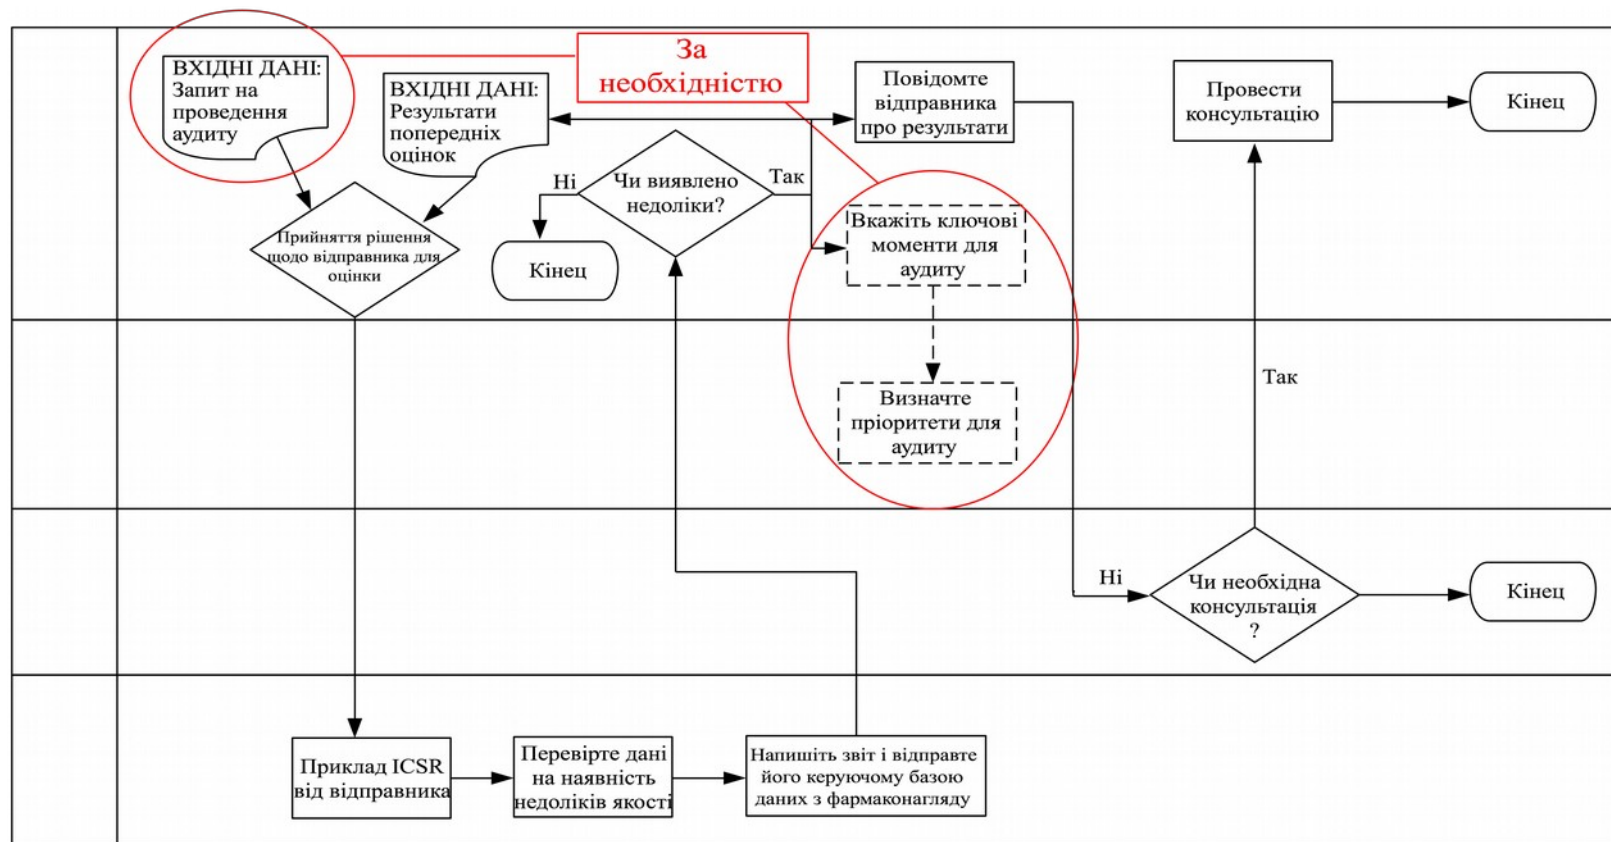 ВХІДНІ ДАНІ:
Запит на
проведення
аудиту
ВХІДНІ ДАНІ:
Результати
попередніх
оцінок
За
необхідністю
Повідомте
відправника
про результати
Провести
консультацію
Кінец
Ні
Чи виявлено
недоліки?
Так
Прийняття рішення
щодо відправника для
оцінки
Кінец
Вкажіть ключові
моменти для
аудиту
Визначте
пріоритети для
аудиту
Так
Ні
Чи необхідна
консультація
?
Кінец
Приклад ICSR
від відправника
Перевірте дані
на наявність
недоліків якості
Напишіть звіт і відправте
його керуючому базою
даних з фармаконагляду